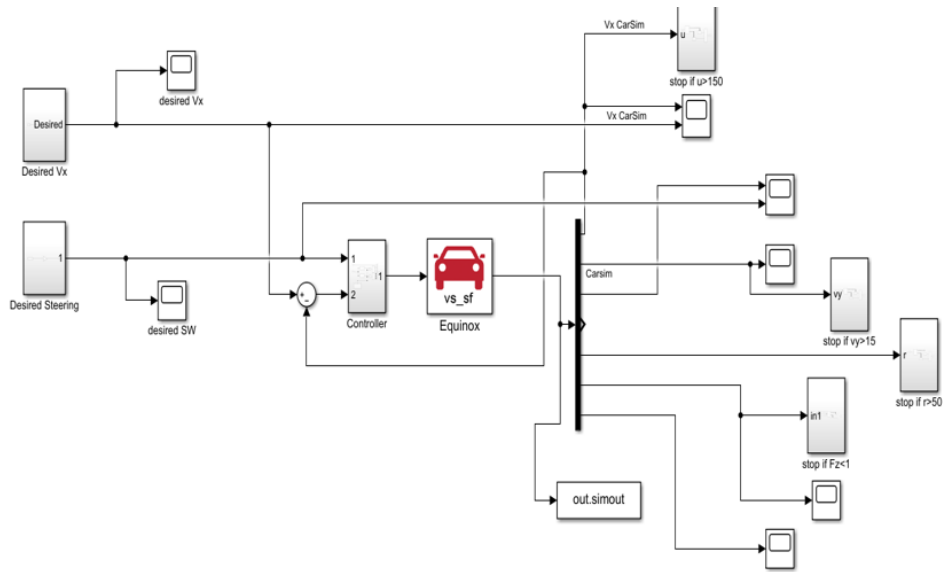 Vx CarSim
u
stop if u>150
desired Vx
Desired
Vx CarSim
Desired Vx
1
Desired Steering
desired SW
+
-
1
2
i1
Controller
vs_sf
Equinox
Carsim
vy
stop if vy>15
r
stop if r>50
in1
stop if Fz<1
out.simout